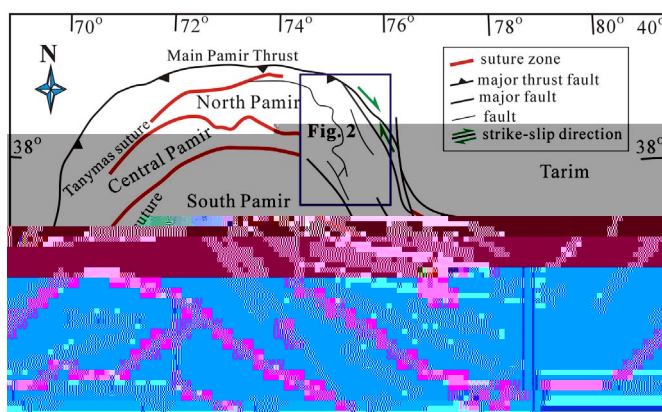 70° 72° 74° 76° 78° 80° 40°
N
Main Pamir Thrust
suture zone
major thrust fault
major fault
fault
strike-slip direction
North Pamir
Fig. 2
Tanymas suture
Central Pamir
38°
38°
Tarim
South Pamir
suture